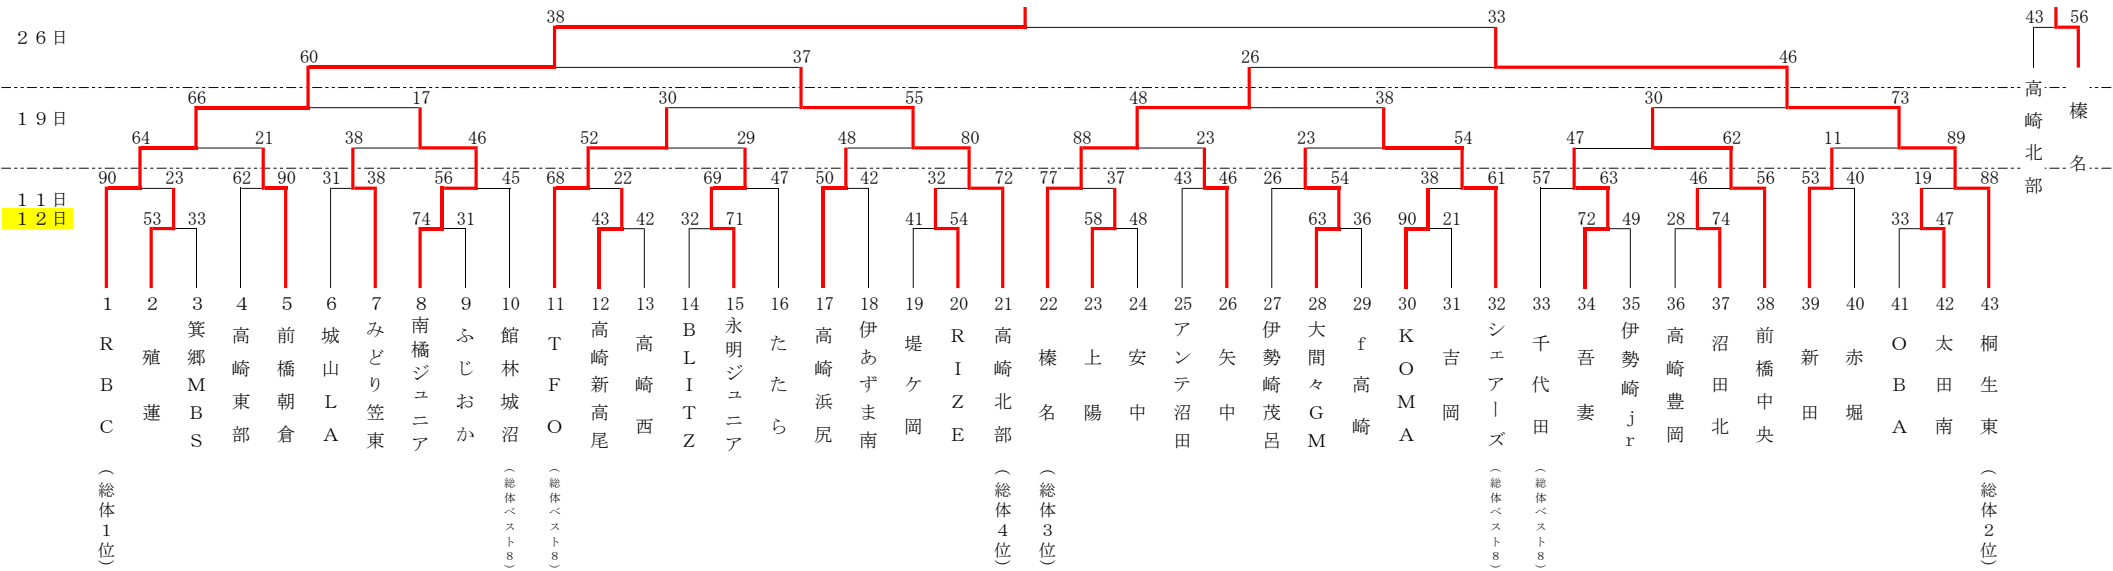 38 33 43 56
26日
60 37 26 46
66 17 30 55 48 38 30 73
19日
64 21 38 46 52 29 48 80 88 23 23 54 47 62 11 89
90 23 62 90 31 38 56 45 68 22 69 47 50 42 32 72 77 37 43 46 26 54 38 61 57 63 46 56 53 40 19 88
11日
12日
53 33 74 31 43 42 32 71 41 54 58 48 63 36 90 21 72 49 28 74 33 47
高崎北部
榛名
1 2 3 4 5 6 7 8 9 10 11 12 13 14 15 16 17 18 19 20 21 22 23 24 25 26 27 28 29 30 31 32 33 34 35 36 37 38 39 40 41 42 43
RBC
殖蓮
箕郷MBS
高崎東部
前橋朝倉
城山LA
みどり笠東
南橘ジュニア
ふじおか
館林城沼
TFO
高崎新高尾
高崎西
BLITZ
永明ジュニア
たたら
高崎浜尻
伊あずま南
堤ケ岡
RIZE
高崎北部
榛名
上陽
安中
アンテ沼田
矢中
伊勢崎茂呂
大間々GM
f高崎
KOMA
吉岡
シェアーズ
千代田
吾妻
伊勢崎jr
高崎豊岡
沼田北
前橋中央
新田
赤堀
OBA
太田南
桐生東
(総体1位)
(総体ベスト8)
(総体ベスト8)
(総体4位)
(総体3位)
(総体ベスト8)
(総体ベスト8)
(総体2位)